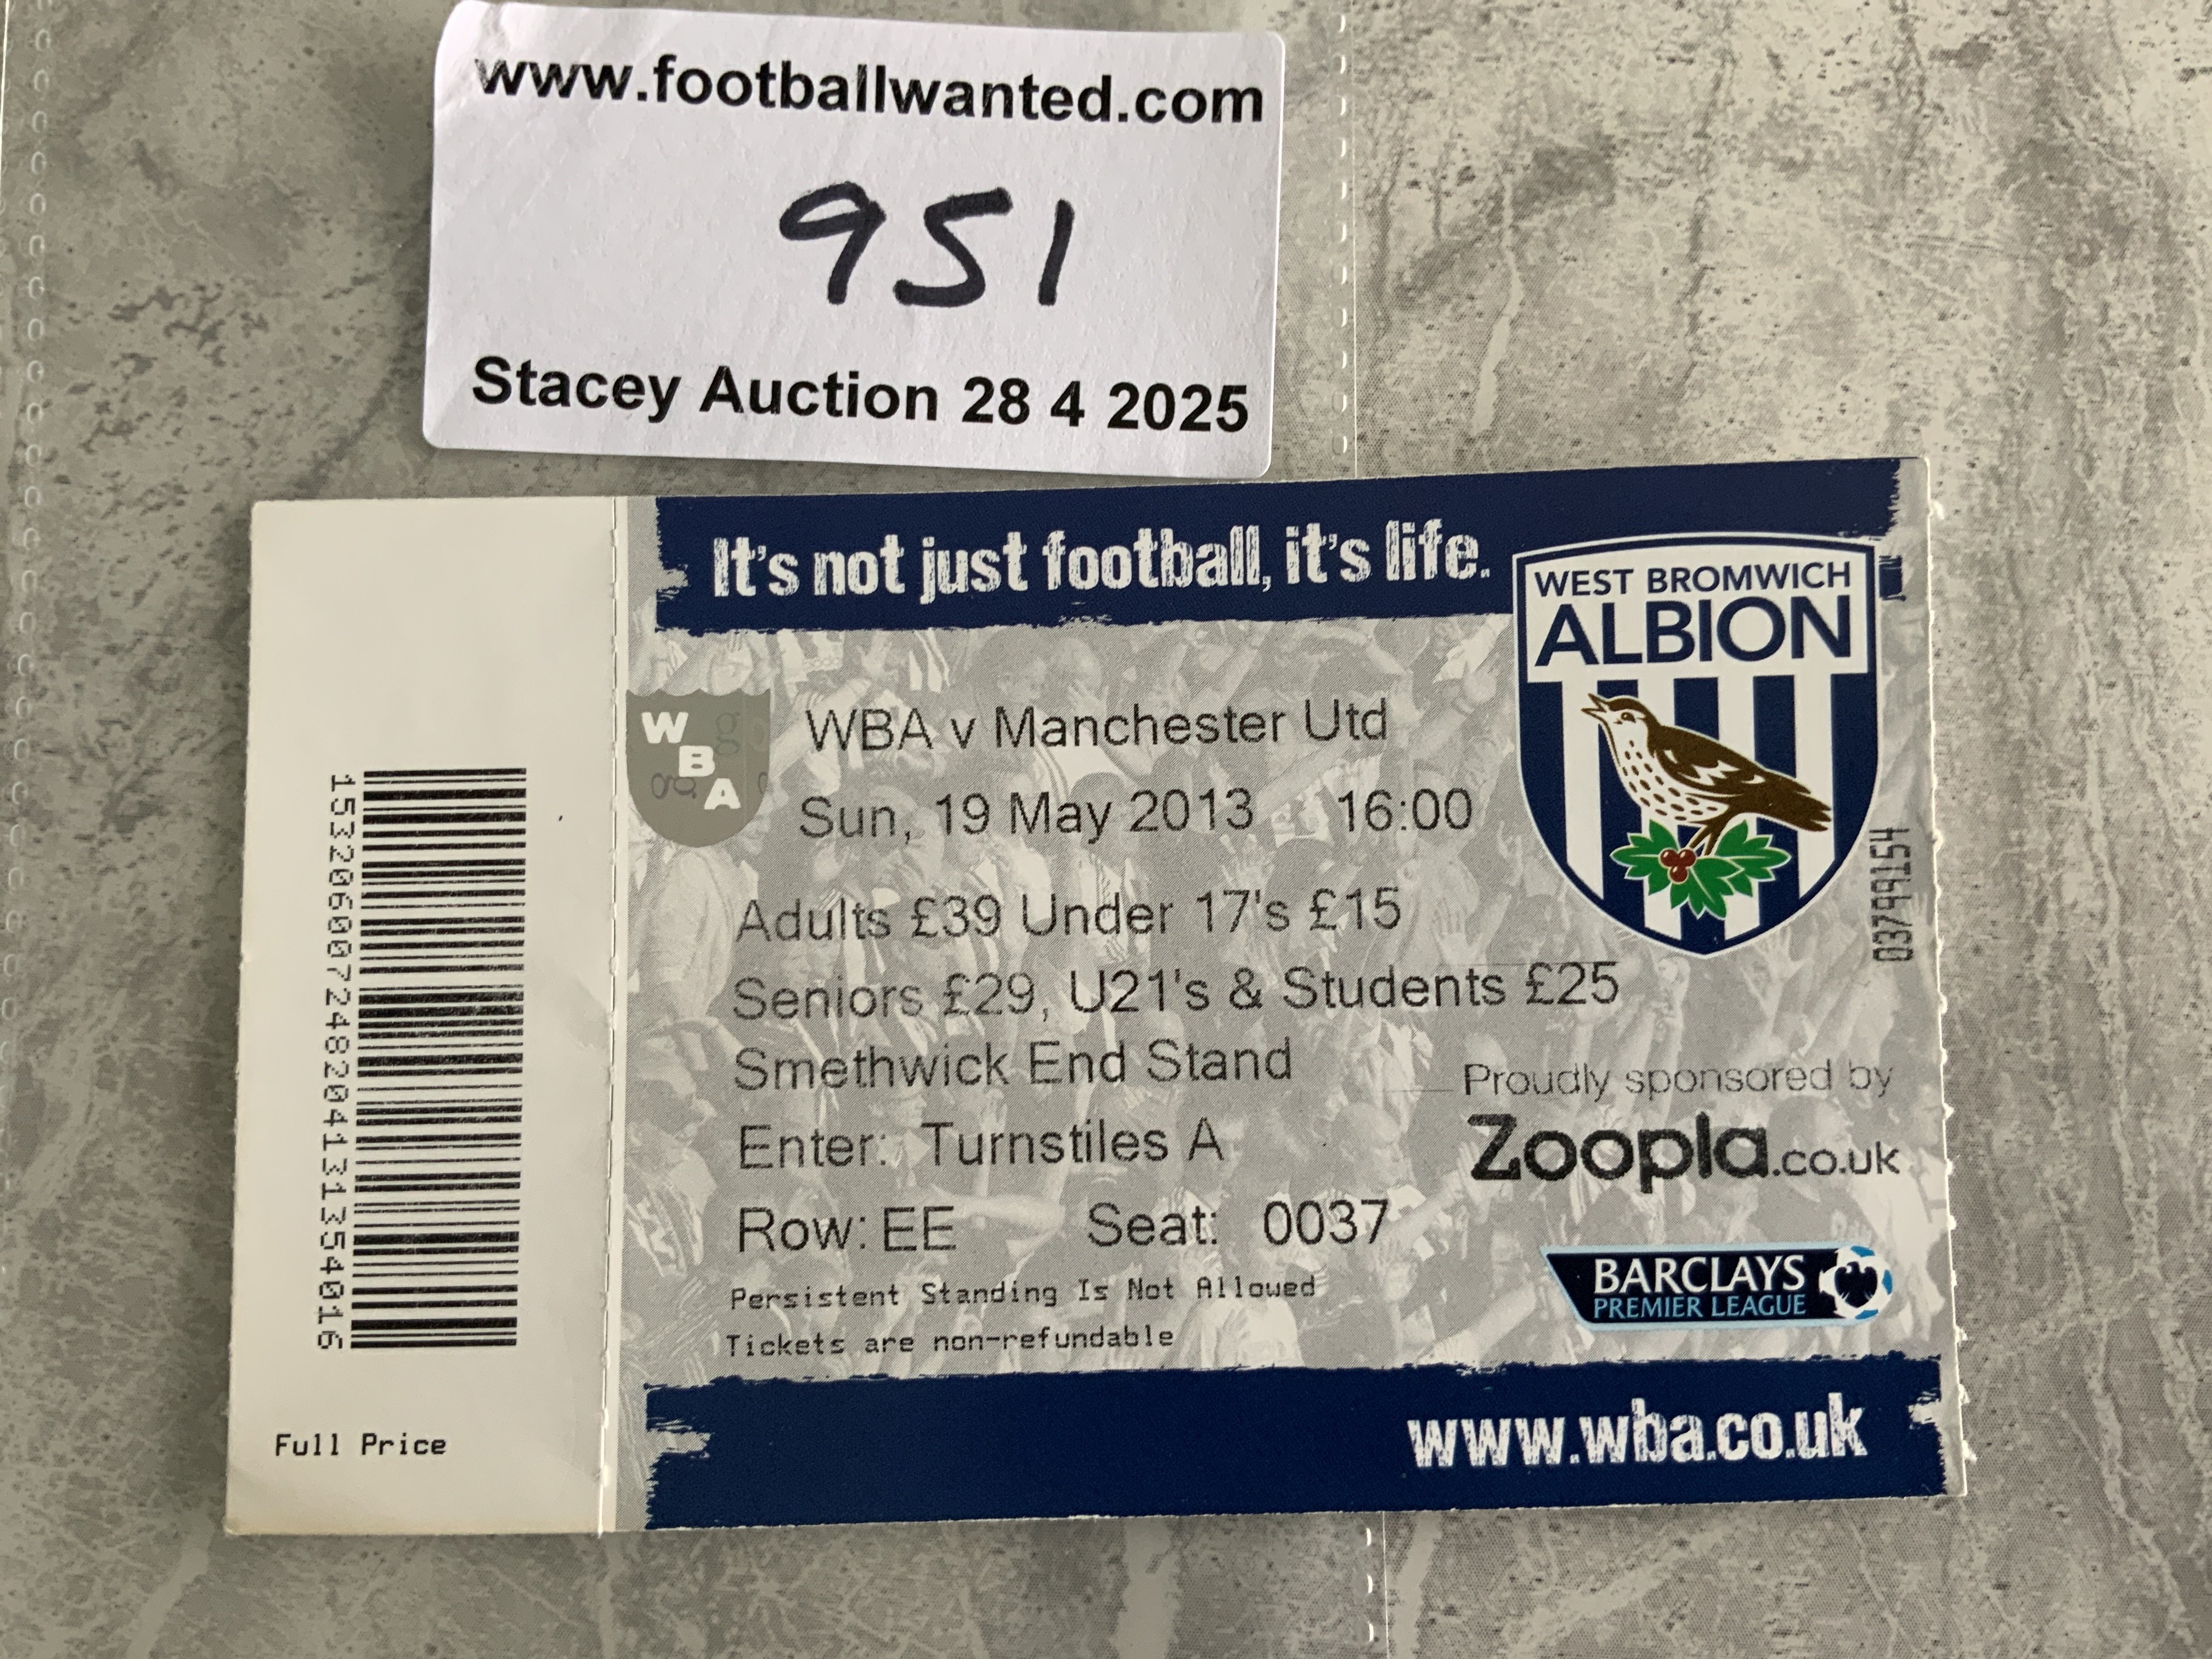 www.footballwanted.com
951
Stacey Auction 28 4 2025
It's not just football, it's life.
WEST BROMWICH
ALBION
W
B
A
WBA v Manchester Utd
Sun, 19 May 2013 16:00
Adults £39 Under 17's £15
Seniors £29, U21's & Students £25
Smethwick End Stand
Enter: Turnstiles A
Row: EE Seat: 0037
Persistent Standing Is Not Allowed
Tickets are non-refundable
Proudly sponsored by
Zoopla.co.uk
BARCLAYS
PREMIER LEAGUE
www.wba.co.uk
03799154
153206007248204131354016
Full Price